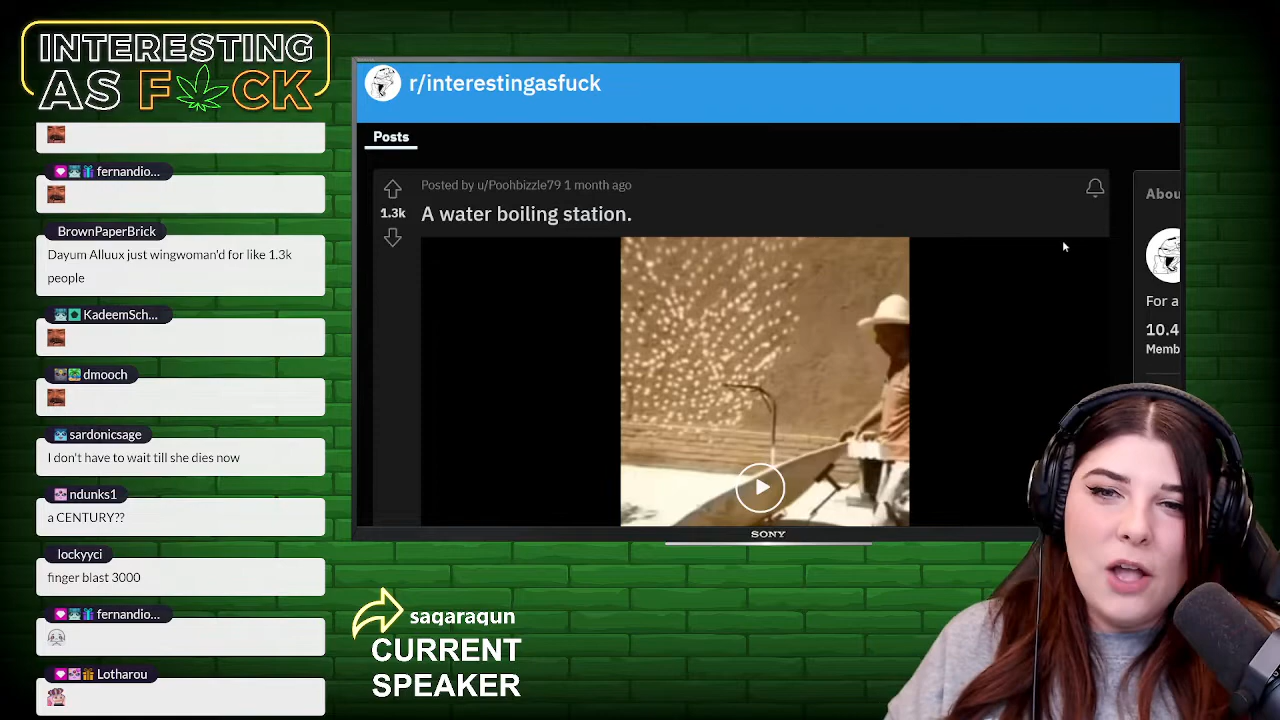 INTERESTING
AS F CK
fernandio...
BrownPaperBrick
Dayum Alluux just wingwoman'd for like 1.3k
people
KadeemSch...
dmooch
sardonicsage
I don't have to wait till she dies now
ndunks1
a CENTURY??
lockyyci
finger blast 3000
fernandio...
Lotharou
r/interestingasfuck
Posts
Posted by u/Poohbizzle79 1 month ago
1.3k
A water boiling station.
Abou
For a
10.4
Memb
SONY
saqaraqun
CURRENT
SPEAKER